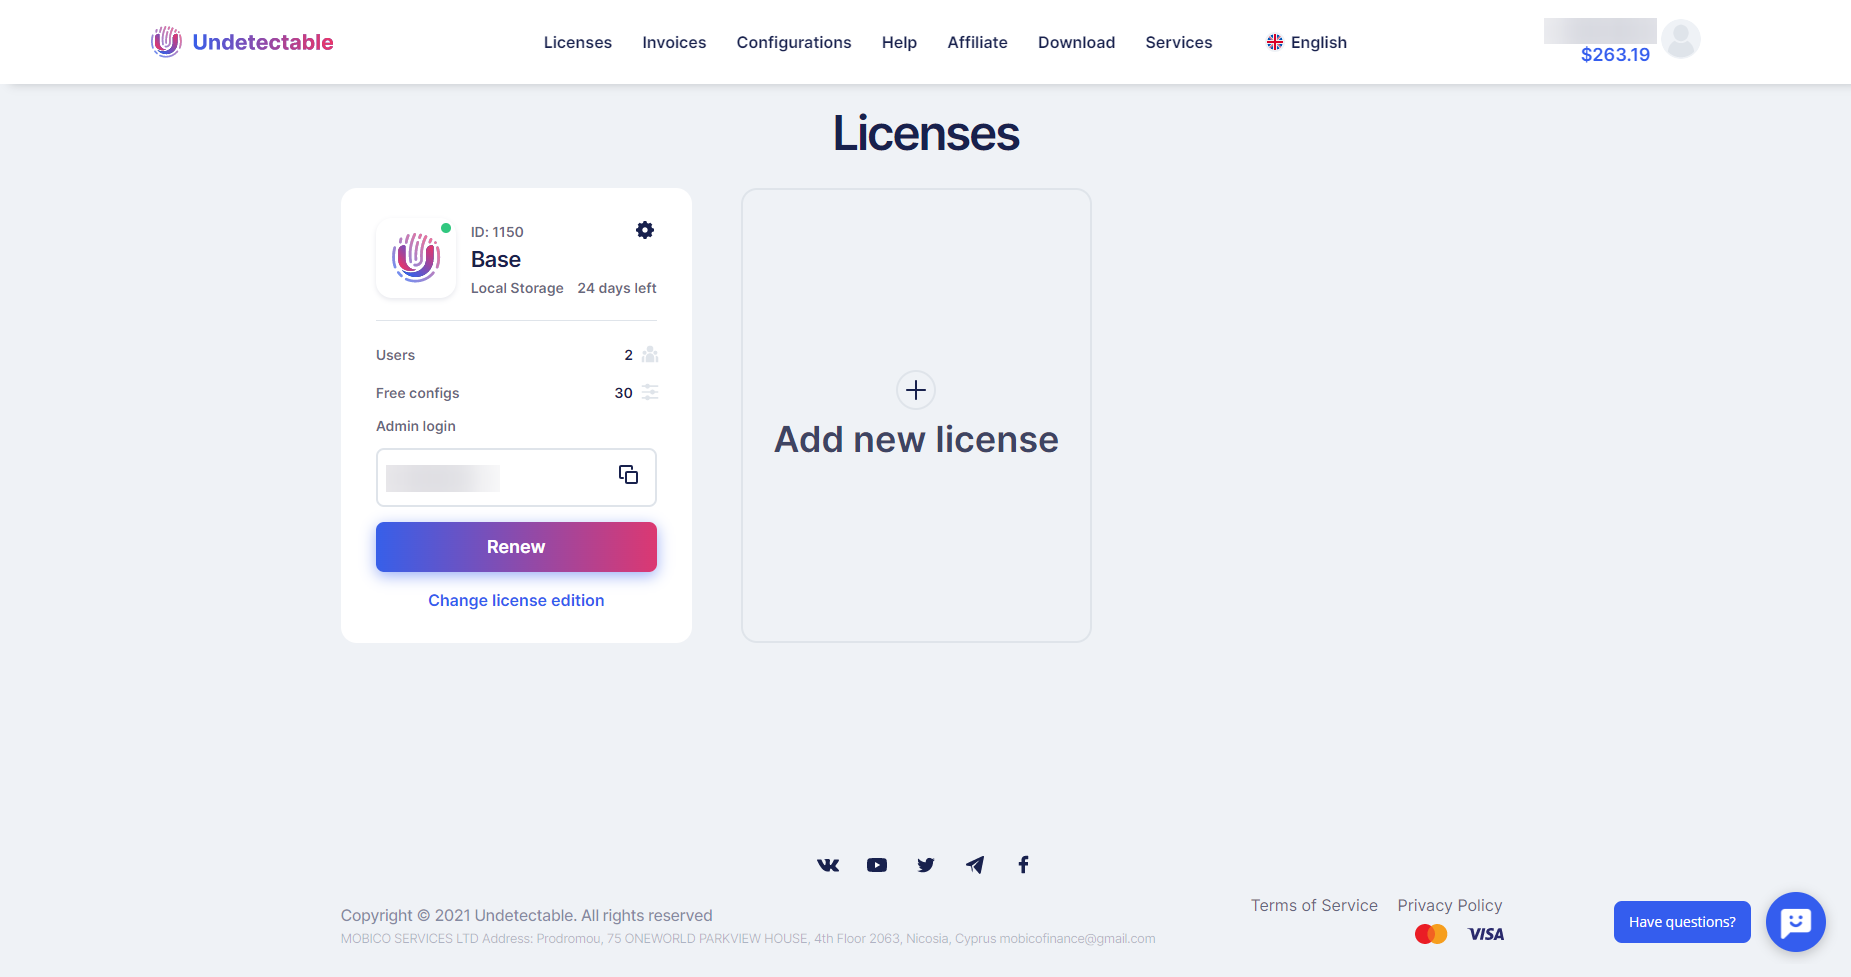 Undetectable
Licenses Invoices Configurations Help Affiliate Download Services English
$263.19
Licenses
ID: 1150
Base
Local Storage 24 days left
Users 2
Free configs 30
Admin login
Renew
Change license edition
Add new license
Copyright © 2021 Undetectable. All rights reserved
MOBICO SERVICES LTD Address: Prodromou, 75 ONEWORLD PARKVIEW HOUSE, 4th Floor 2063, Nicosia, Cyprus mobicofinance@gmail.com
Terms of Service Privacy Policy
VISA
Have questions?